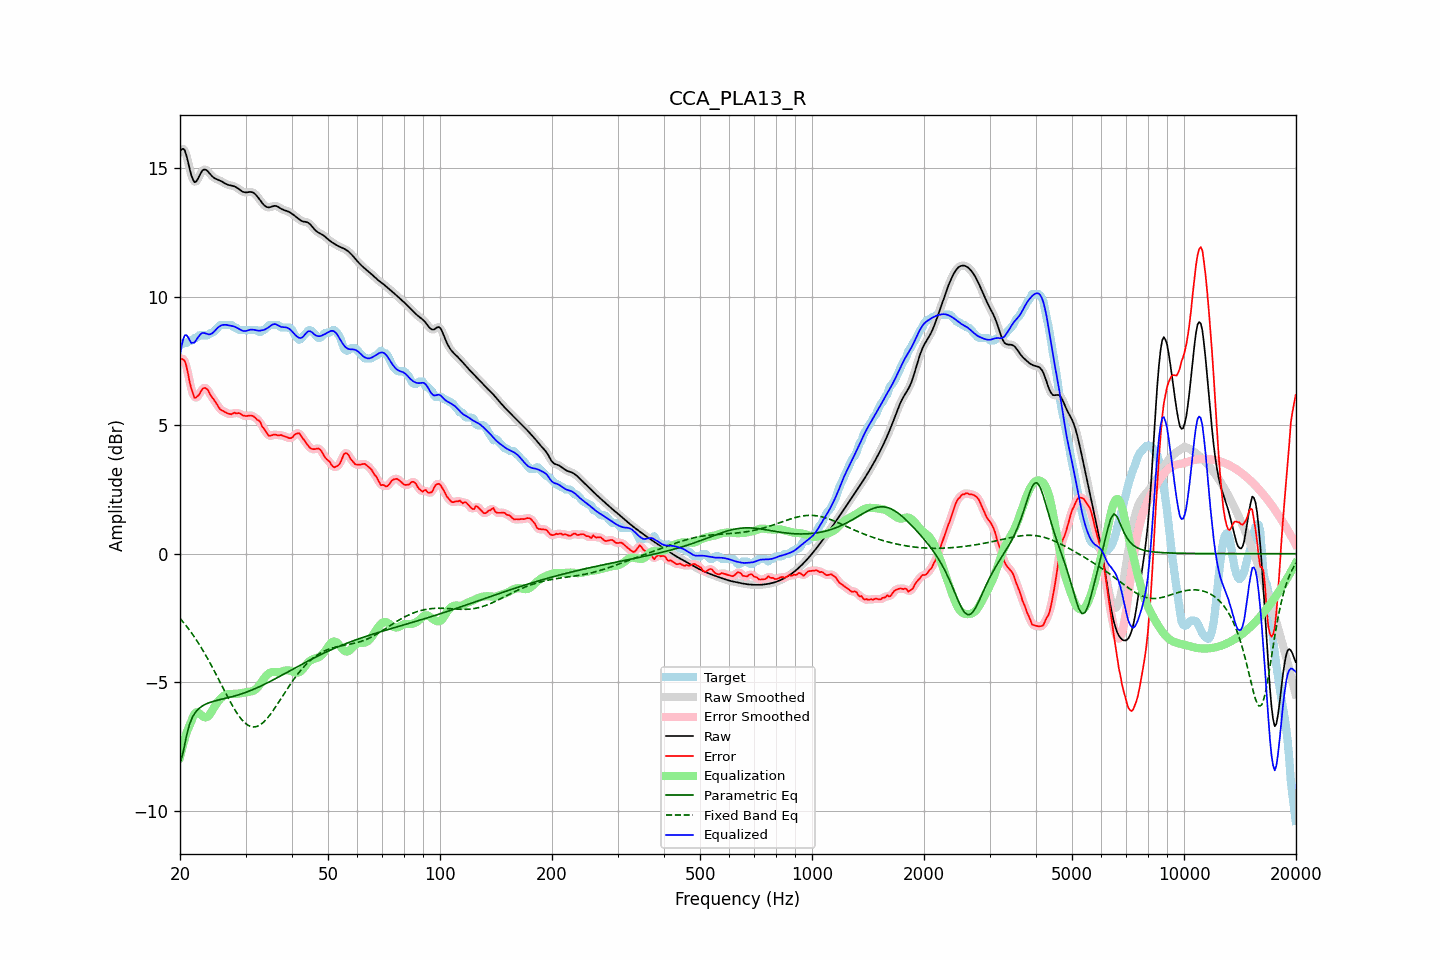 CCA_PLA13_R
Amplitude (dBr)
15
10
5
0
−5
−10
Target
Raw Smoothed
Error Smoothed
Raw
Error
Equalization
Parametric Eq
Fixed Band Eq
Equalized
20 50 100 200 500 1000 2000 5000 10000 20000
Frequency (Hz)